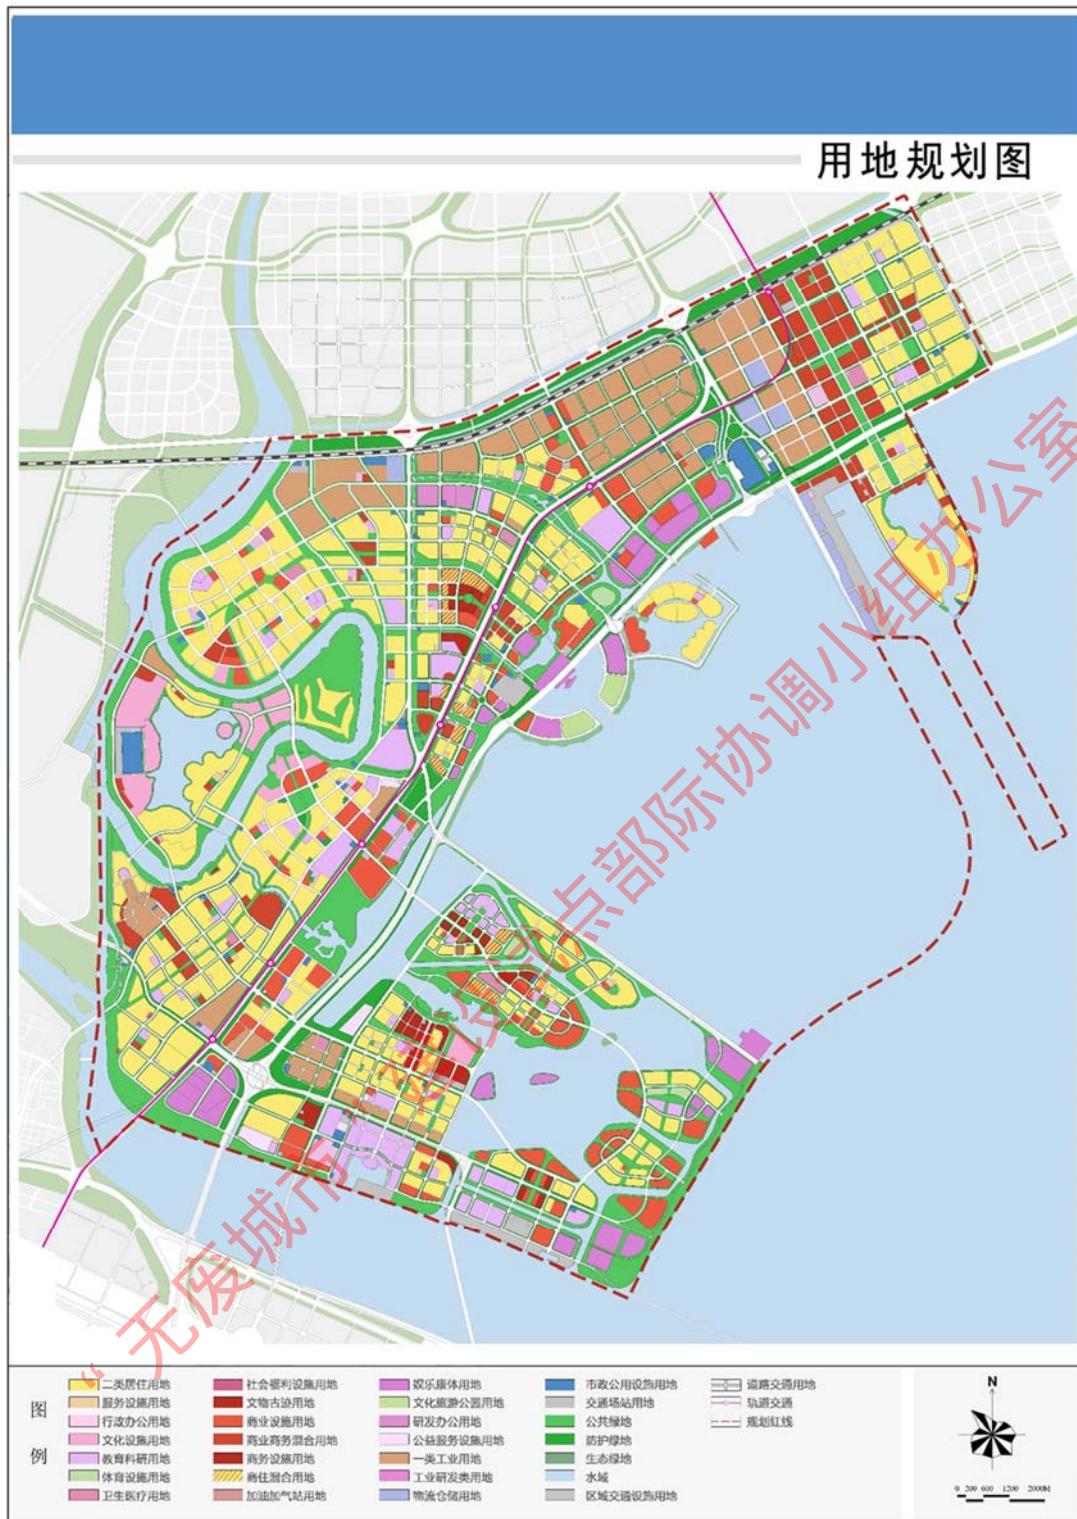 用地规划图
“无废城市”建设试点部际协调小组办公室
图例
二类居住用地
服务设施用地
行政办公用地
文化设施用地
教育科研用地
体育设施用地
卫生医疗用地
社会福利设施用地
文物古迹用地
商业设施用地
商业商务混合用地
商务设施用地
商住混合用地
加油加气站用地
娱乐康体用地
文化旅游公园用地
研发办公用地
公益服务设施用地
一类工业用地
工业研发类用地
物流仓储用地
市政公用设施用地
交通场站用地
公共绿地
防护绿地
生态绿地
水域
区域交通设施用地
道路交通用地
轨道交通
规划红线
N
0 200 600 1200 2000M